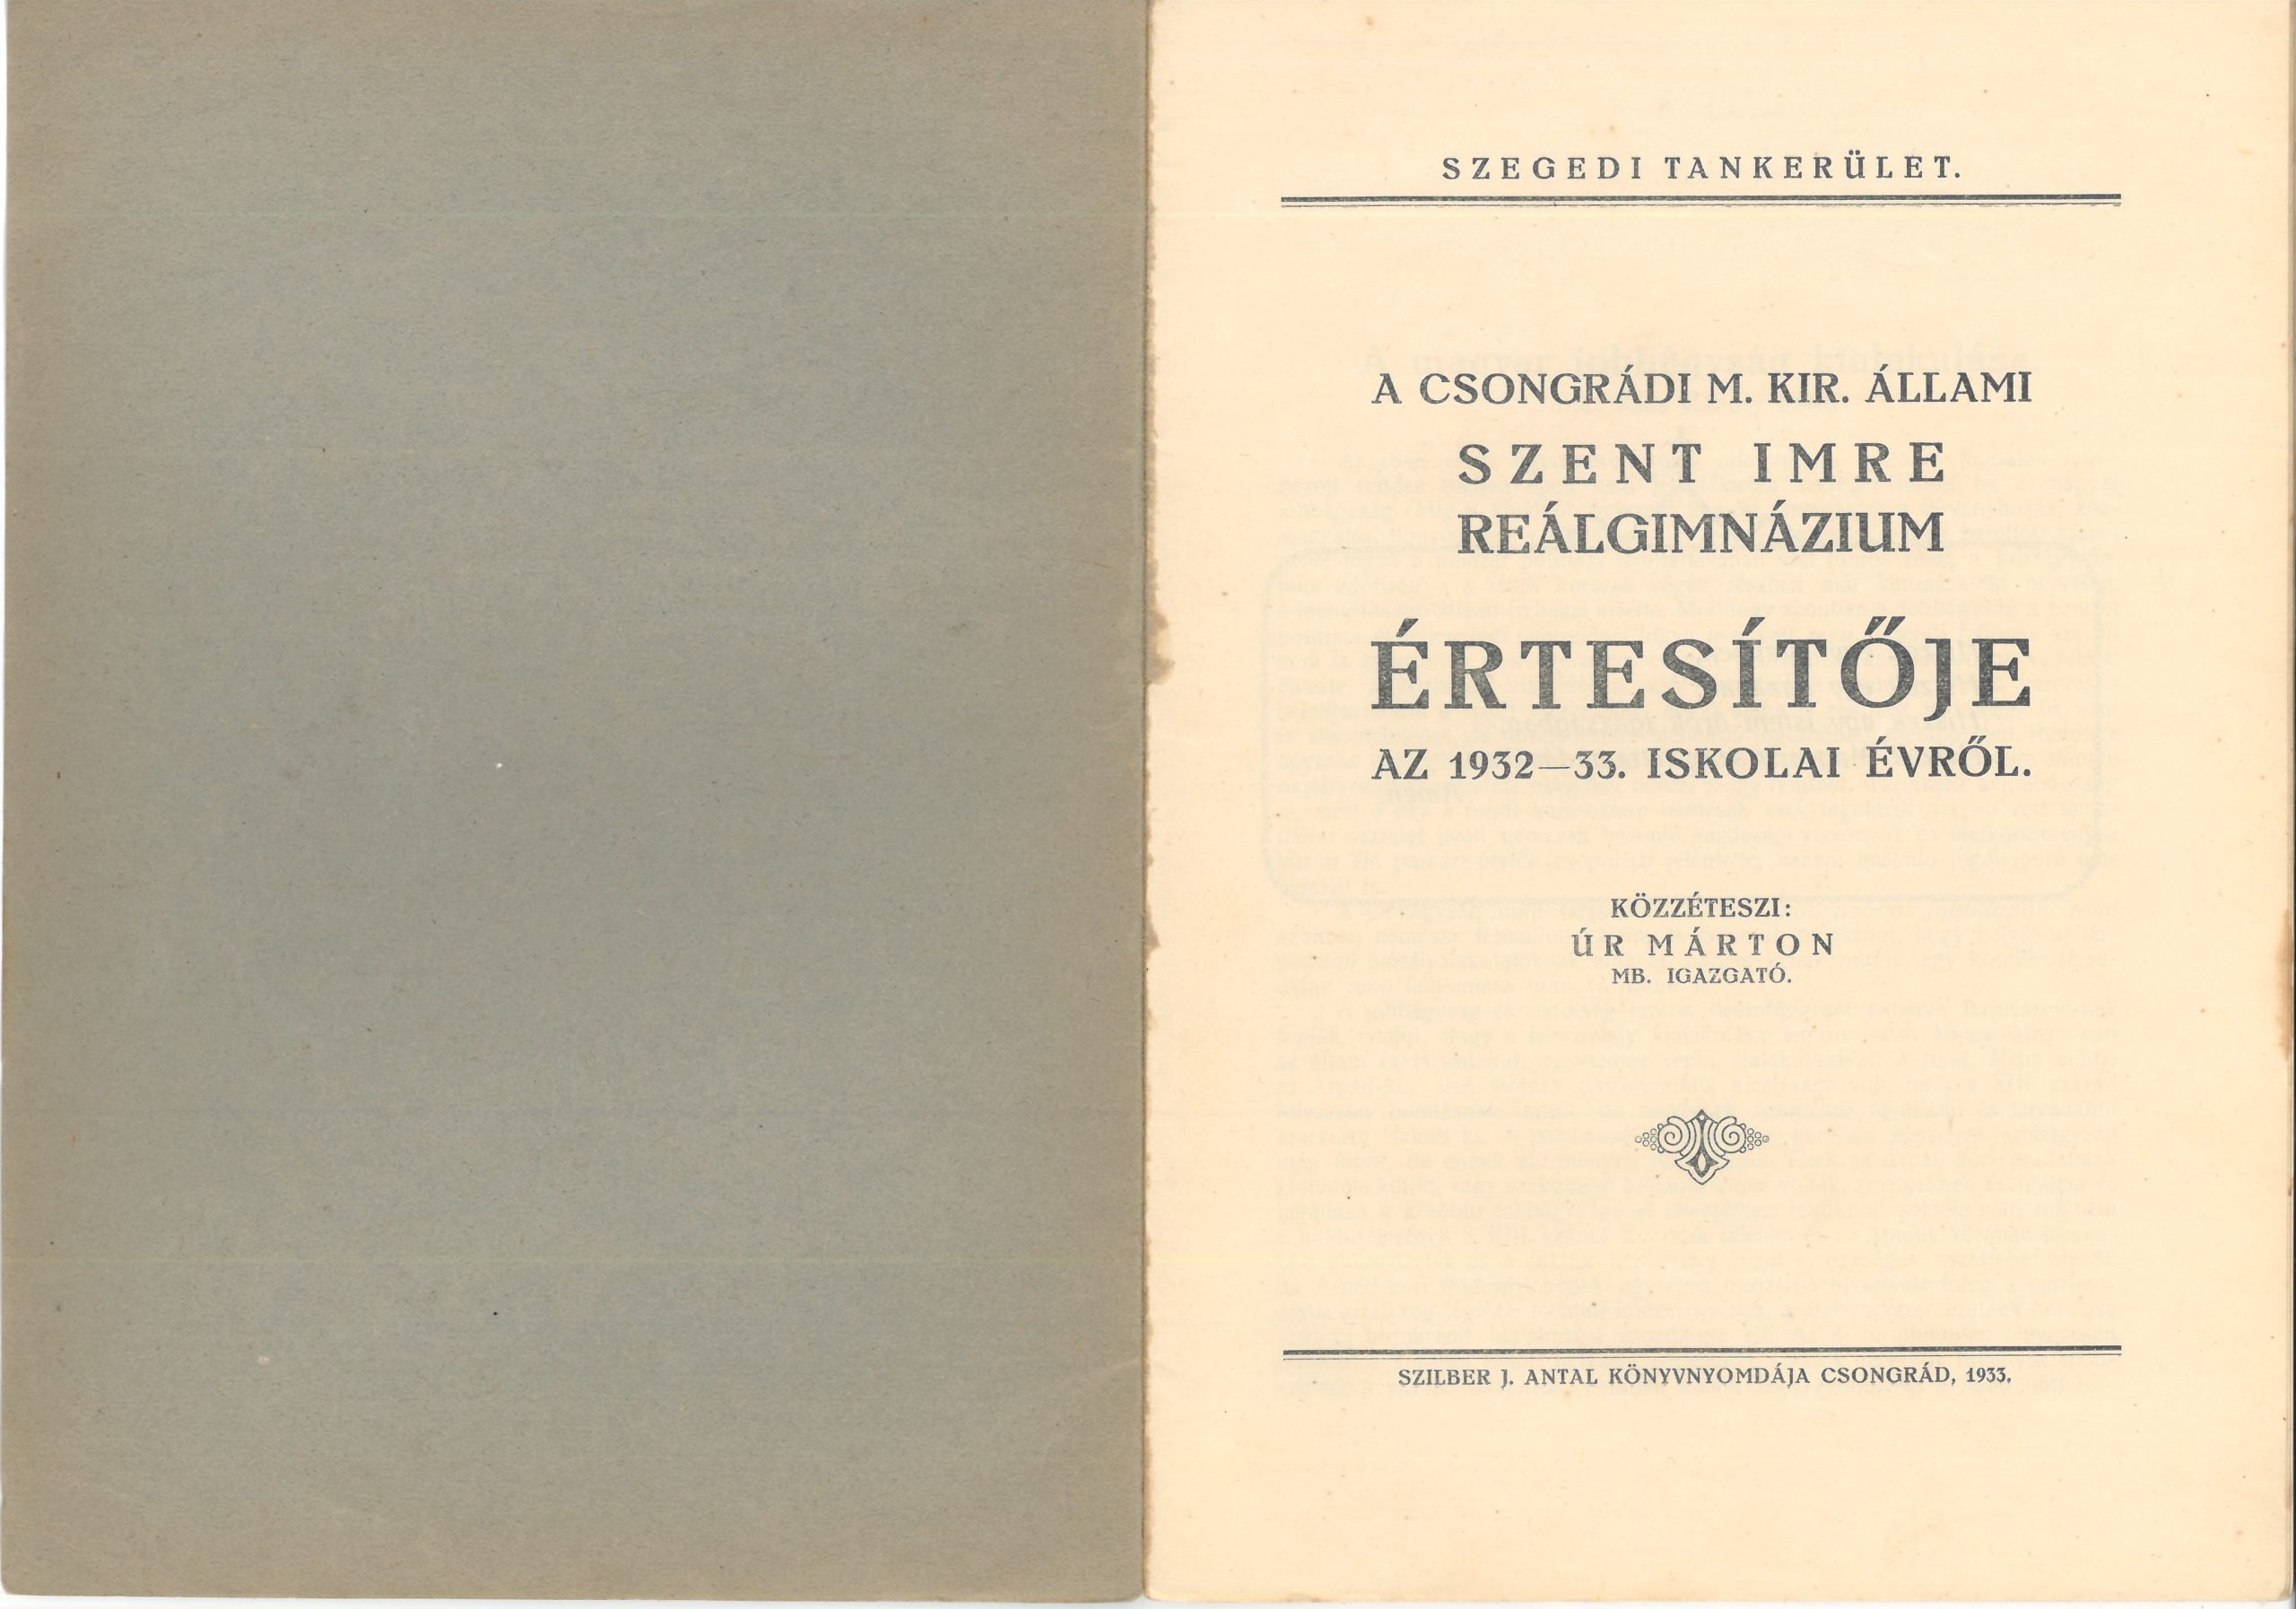 SZEGEDI TANKERÜLET.
A CSONGRÁDI M. KIR. ÁLLAMI
SZENT IMRE
REÁLGIMNÁZIUM
ÉRTESÍTŐJE
AZ 1932—33. ISKOLAI ÉVRŐL.
KÖZZÉTESZI:
ÚR MÁRTON
MB. IGAZGATÓ.
SZILBER J. ANTAL KÖNYVNYOMDÁJA CSONGRÁD, 1933.